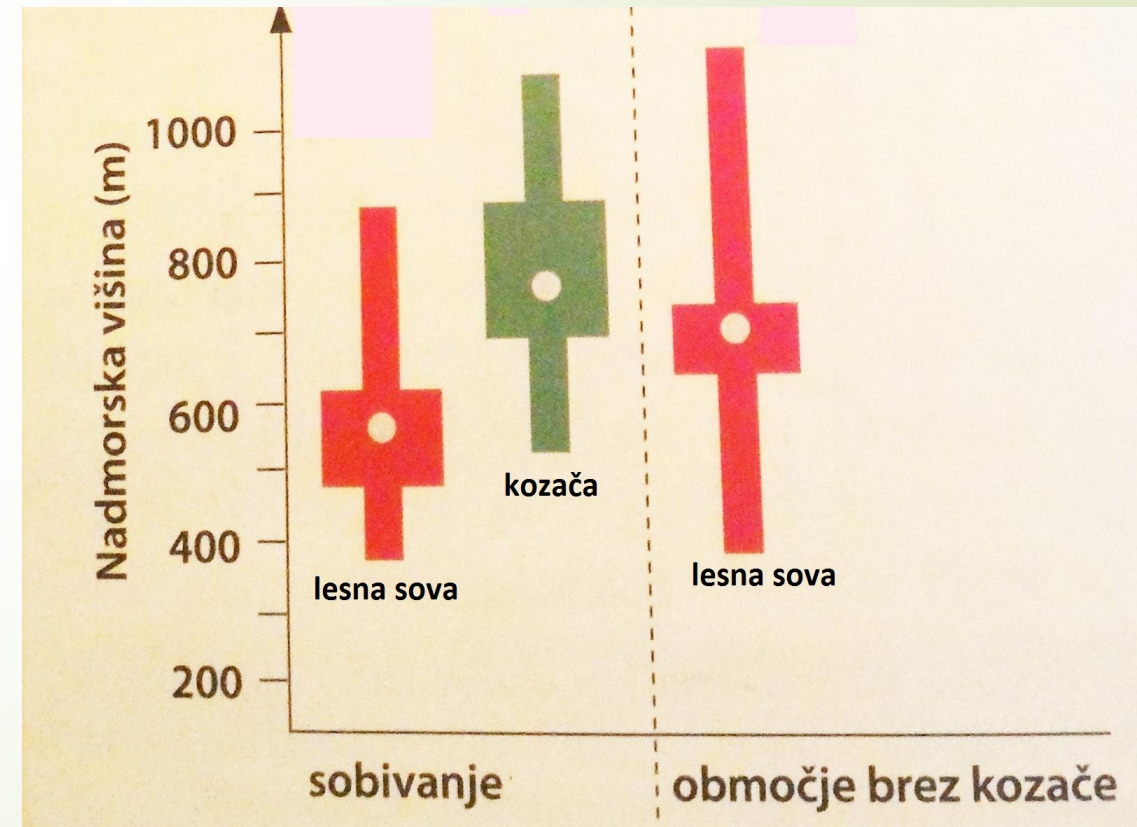 Nadmorska višina (m)
1000
800
600
400
200
lesna sova
kozača
lesna sova
sobivanje
območje brez kozače